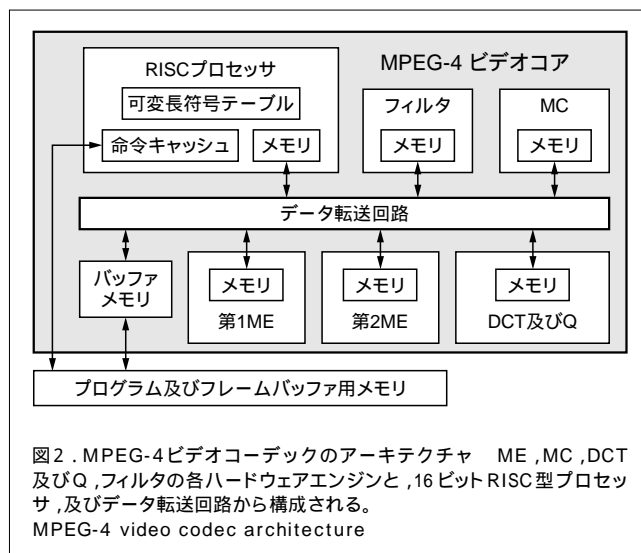 MPEG-4 ビデオコア
RISCプロセッサ
可変長符号テーブル
命令キャッシュ
メモリ
フィルタ
メモリ
MC
メモリ
データ転送回路
バッファ
メモリ
メモリ
第1ME
メモリ
第2ME
メモリ
DCT及びQ
プログラム及びフレームバッファ用メモリ
図2．MPEG-4ビデオコーデックのアーキテクチャ　ME,MC,DCT
及びQ,フィルタの各ハードウェアエンジンと,16ビットRISC型プロセッ
サ,及びデータ転送回路から構成される。
MPEG-4 video codec architecture